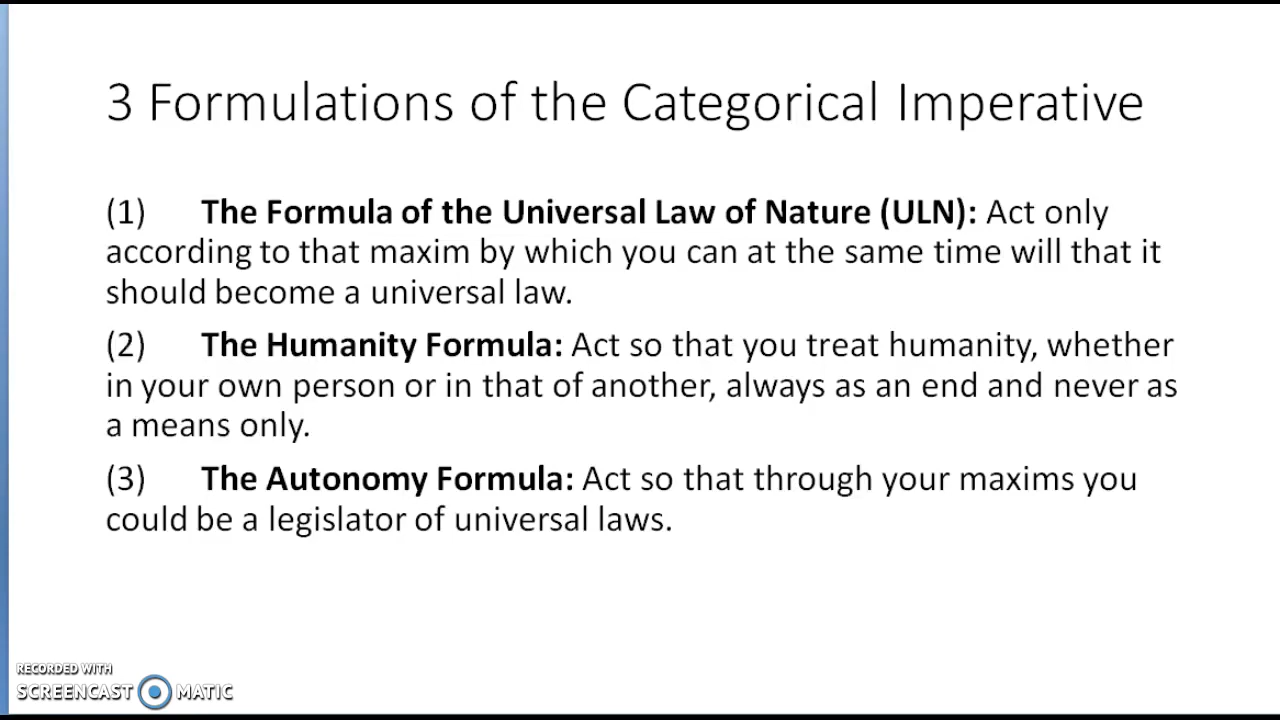 3 Formulations of the Categorical Imperative
(1) The Formula of the Universal Law of Nature (ULN): Act only
according to that maxim by which you can at the same time will that it
should become a universal law.
(2) The Humanity Formula: Act so that you treat humanity, whether
in your own person or in that of another, always as an end and never as
a means only.
(3) The Autonomy Formula: Act so that through your maxims you
could be a legislator of universal laws.
RECORDED WITH
SCREENCAST MATIC